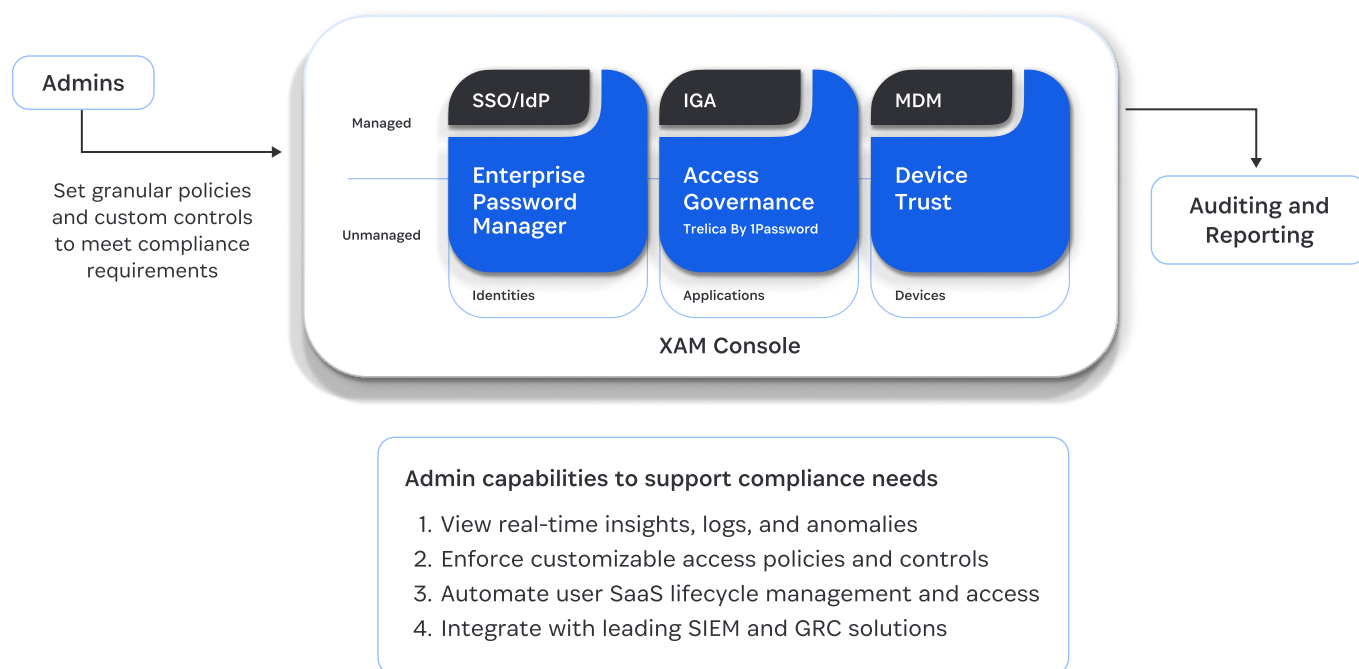 Admins
Set granular policies
and custom controls
to meet compliance
requirements
Managed
Unmanaged
SSO/IdP
Enterprise
Password
Manager
Identities
IGA
Access
Governance
Trelica By 1Password
Applications
MDM
Device
Trust
Devices
XAM Console
Auditing and
Reporting
Admin capabilities to support compliance needs
1. View real-time insights, logs, and anomalies
2. Enforce customizable access policies and controls
3. Automate user SaaS lifecycle management and access
4. Integrate with leading SIEM and GRC solutions